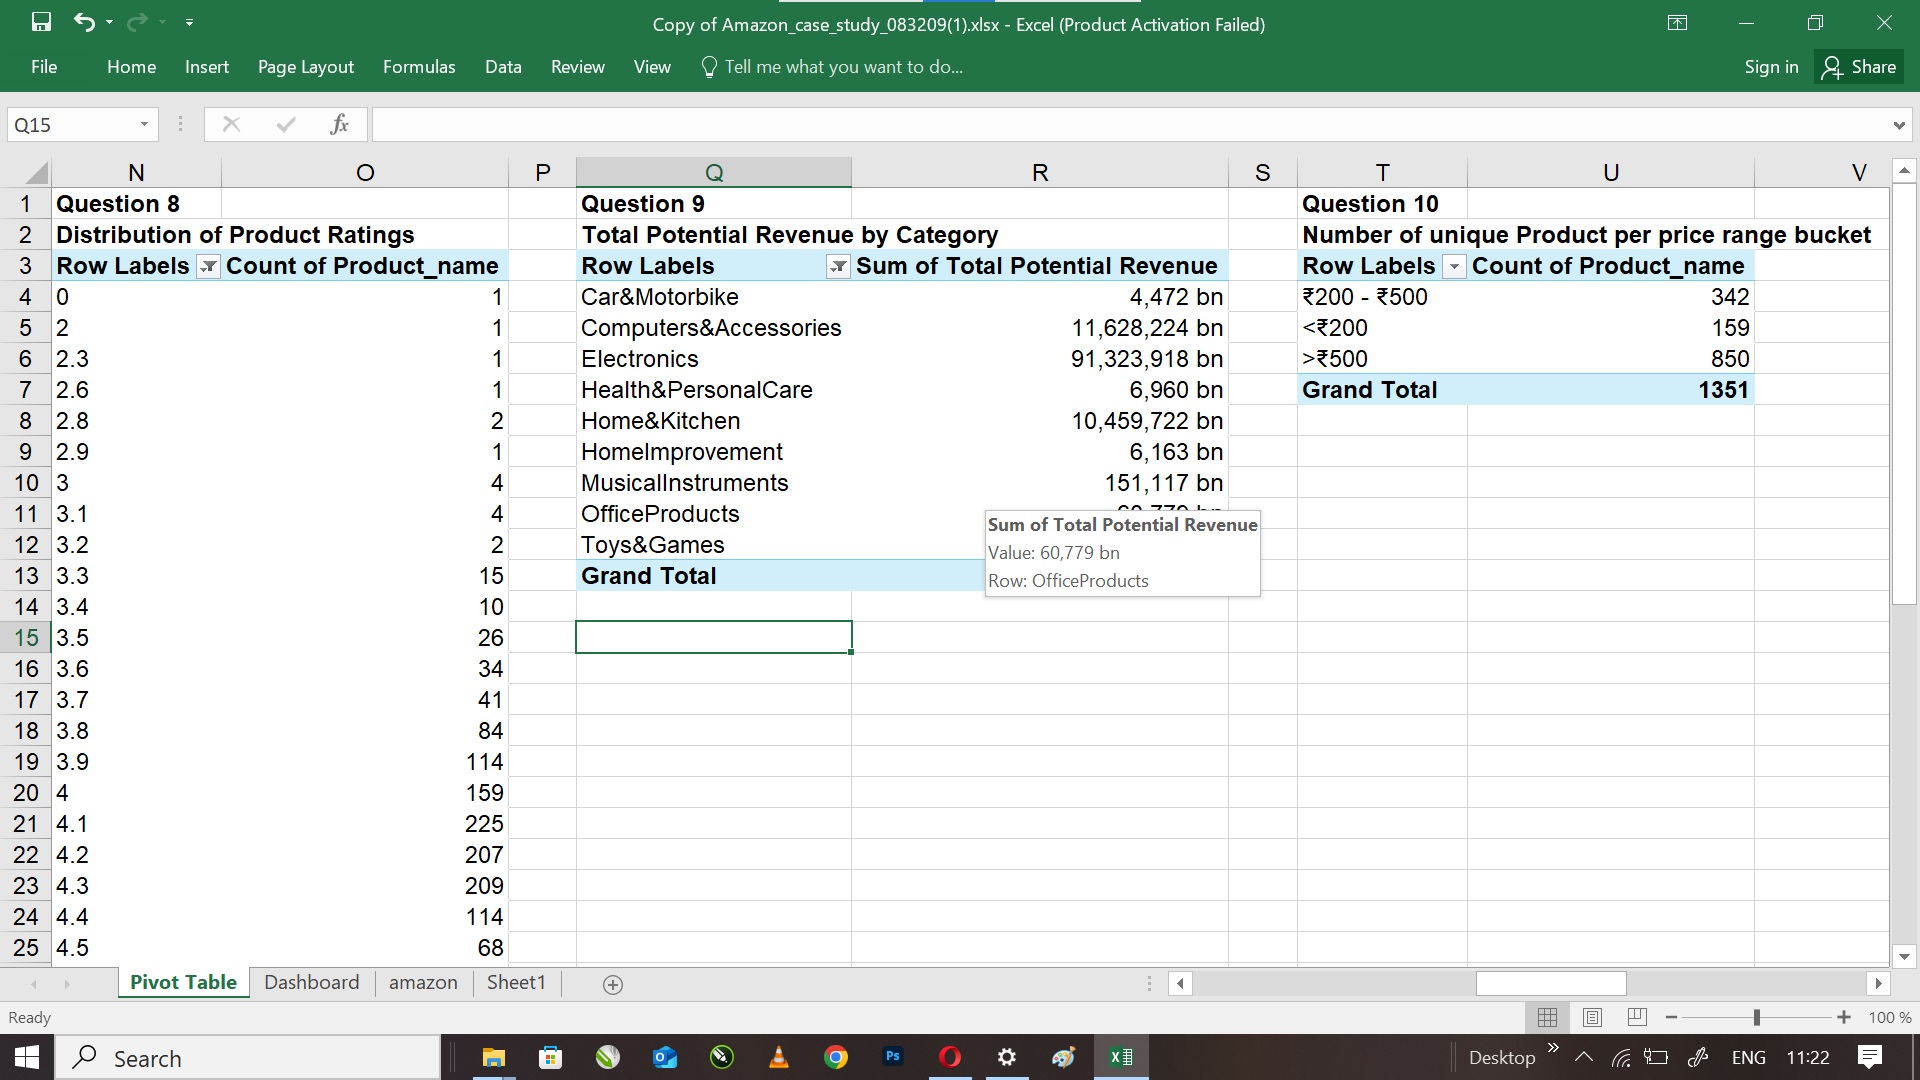 Copy of Amazon_case_study_083209(1).xlsx - Excel (Product Activation Failed)
File Home Insert Page Layout Formulas Data Review View Tell me what you want to do... Sign in Share
Q15 fx
N O P Q R S T U V
1 Question 8 Question 9 Question 10
2 Distribution of Product Ratings Total Potential Revenue by Category Number of unique Product per price range bucket
3 Row Labels Count of Product_name Row Labels Sum of Total Potential Revenue Row Labels Count of Product_name
4 0 1 Car&Motorbike 4,472 bn ₹200 - ₹500 342
5 2 1 Computers&Accessories 11,628,224 bn <₹200 159
6 2.3 1 Electronics 91,323,918 bn >₹500 850
7 2.6 1 Health&PersonalCare 6,960 bn Grand Total 1351
8 2.8 2 Home&Kitchen 10,459,722 bn
9 2.9 1 HomeImprovement 6,163 bn
10 3 4 MusicalInstruments 151,117 bn
11 3.1 4 OfficeProducts
Sum of Total Potential Revenue
12 3.2 2 Toys&Games
Value: 60,779 bn
13 3.3 15 Grand Total
Row: OfficeProducts
14 3.4 10
15 3.5 26
16 3.6 34
17 3.7 41
18 3.8 84
19 3.9 114
20 4 159
21 4.1 225
22 4.2 207
23 4.3 209
24 4.4 114
25 4.5 68
Pivot Table Dashboard amazon Sheet1
Ready 100 %
Search Ps Desktop ENG 11:22